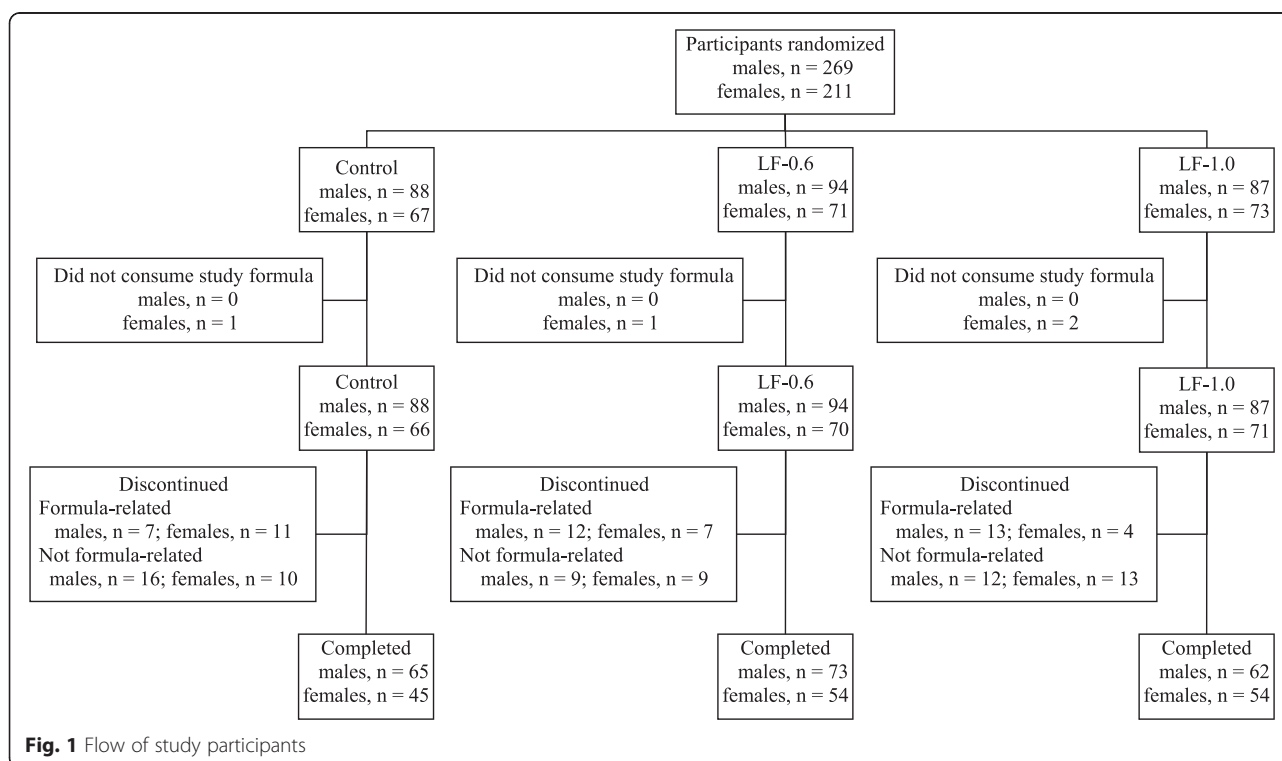 Participants randomized
males, n = 269
females, n = 211
Control
males, n = 88
females, n = 67
LF-0.6
males, n = 94
females, n = 71
LF-1.0
males, n = 87
females, n = 73
Did not consume study formula
males, n = 0
females, n = 1
Did not consume study formula
males, n = 0
females, n = 1
Did not consume study formula
males, n = 0
females, n = 2
Control
males, n = 88
females, n = 66
LF-0.6
males, n = 94
females, n = 70
LF-1.0
males, n = 87
females, n = 71
Discontinued
Formula-related
males, n = 7; females, n = 11
Not formula-related
males, n = 16; females, n = 10
Discontinued
Formula-related
males, n = 12; females, n = 7
Not formula-related
males, n = 9; females, n = 9
Discontinued
Formula-related
males, n = 13; females, n = 4
Not formula-related
males, n = 12; females, n = 13
Completed
males, n = 65
females, n = 45
Completed
males, n = 73
females, n = 54
Completed
males, n = 62
females, n = 54
Fig. 1 Flow of study participants